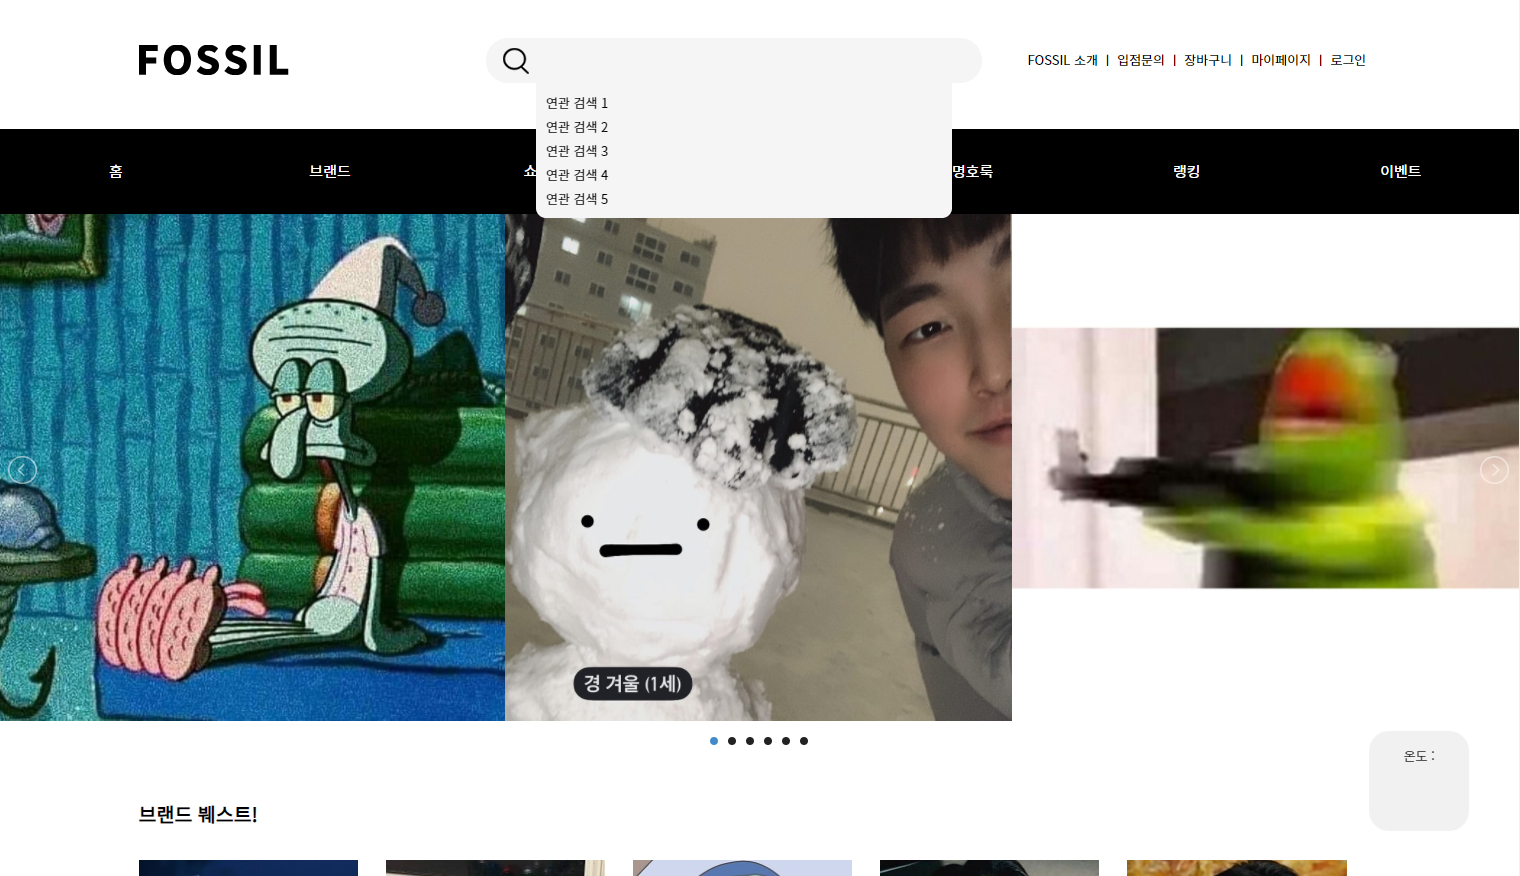 FOSSIL
FOSSIL 소개 | 입점문의 | 장바구니 | 마이페이지 | 로그인
연관 검색 1
연관 검색 2
연관 검색 3
연관 검색 4
연관 검색 5
홈 브랜드 쇼 명호룩 랭킹 이벤트
경 겨울 (1세)
온도 :
브랜드 붸스트!